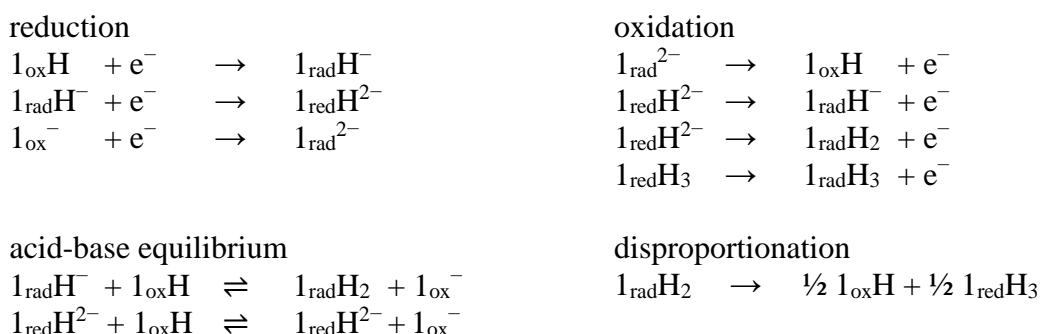 reduction
1ₒₓH + e⁻ → 1ᵣₐdH⁻
1ᵣₐdH⁻ + e⁻ → 1ᵣₑdH²⁻
1ₒₓ⁻ + e⁻ → 1ᵣₐd²⁻
oxidation
1ᵣₐd²⁻ → 1ₒₓH + e⁻
1ᵣₑdH²⁻ → 1ᵣₐdH⁻ + e⁻
1ᵣₑdH²⁻ → 1ᵣₐdH₂ + e⁻
1ᵣₑdH₃ → 1ᵣₐdH₃ + e⁻
acid-base equilibrium
1ᵣₐdH⁻ + 1ₒₓH ⇌ 1ᵣₐdH₂ + 1ₒₓ⁻
1ᵣₑdH²⁻ + 1ₒₓH ⇌ 1ᵣₑdH²⁻ + 1ₒₓ⁻
disproportionation
1ᵣₐdH₂ → ½ 1ₒₓH + ½ 1ᵣₑdH₃